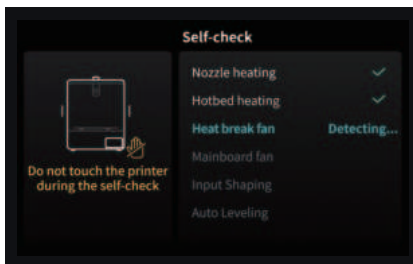 Self-check
Do not touch the printer
during the self-check
Nozzle heating
Hotbed heating
Heat break fan Detecting...
Mainboard fan
Input Shaping
Auto Leveling